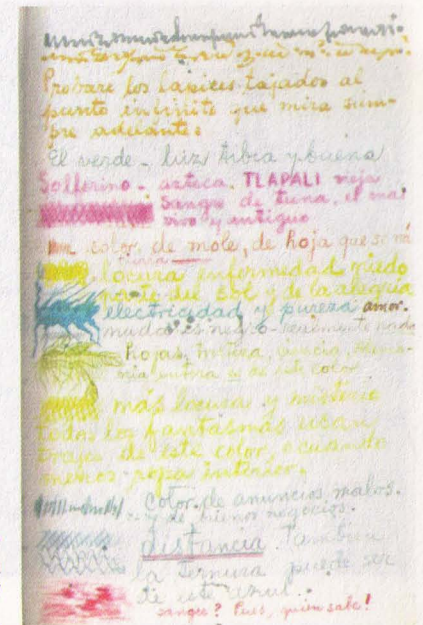 Probaré los lápices tajados al
punto infinito que mira siem-
pre adelante:
El verde - luz tibia y buena
Solferino - azteca. TLAPALI vieja
sangre de tuna, el más
vivo y antiguo
color de mole, de hoja que se va
tierra
locura enfermedad miedo
parte del sol y de la alegría
electricidad y pureza amor.
nada es negro - realmente nada
hojas, tristeza, ciencia, Alema-
nia entera es de este color
más locura y misterio
todos los fantasmas usan
trajes de este color, o cuando
menos ropa interior.
color de anuncios malos.
y de buenos negocios.
distancia. También
la ternura puede ser
de este azul.
sangre? Pues, quién sabe!